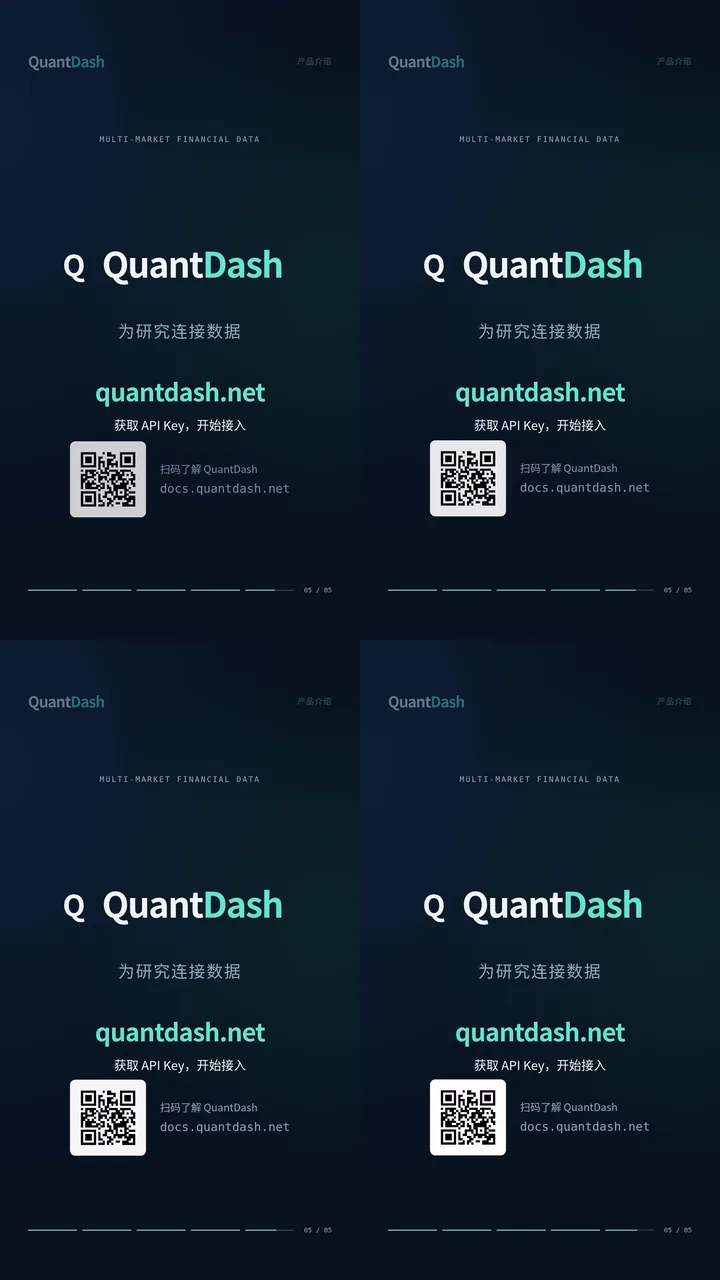 QuantDash
产品介绍
MULTI-MARKET FINANCIAL DATA
Q QuantDash
为研究连接数据
quantdash.net
获取 API Key，开始接入
扫码了解 QuantDash
docs.quantdash.net
05 / 05
QuantDash
产品介绍
MULTI-MARKET FINANCIAL DATA
Q QuantDash
为研究连接数据
quantdash.net
获取 API Key，开始接入
扫码了解 QuantDash
docs.quantdash.net
05 / 05
QuantDash
产品介绍
MULTI-MARKET FINANCIAL DATA
Q QuantDash
为研究连接数据
quantdash.net
获取 API Key，开始接入
扫码了解 QuantDash
docs.quantdash.net
05 / 05
QuantDash
产品介绍
MULTI-MARKET FINANCIAL DATA
Q QuantDash
为研究连接数据
quantdash.net
获取 API Key，开始接入
扫码了解 QuantDash
docs.quantdash.net
05 / 05